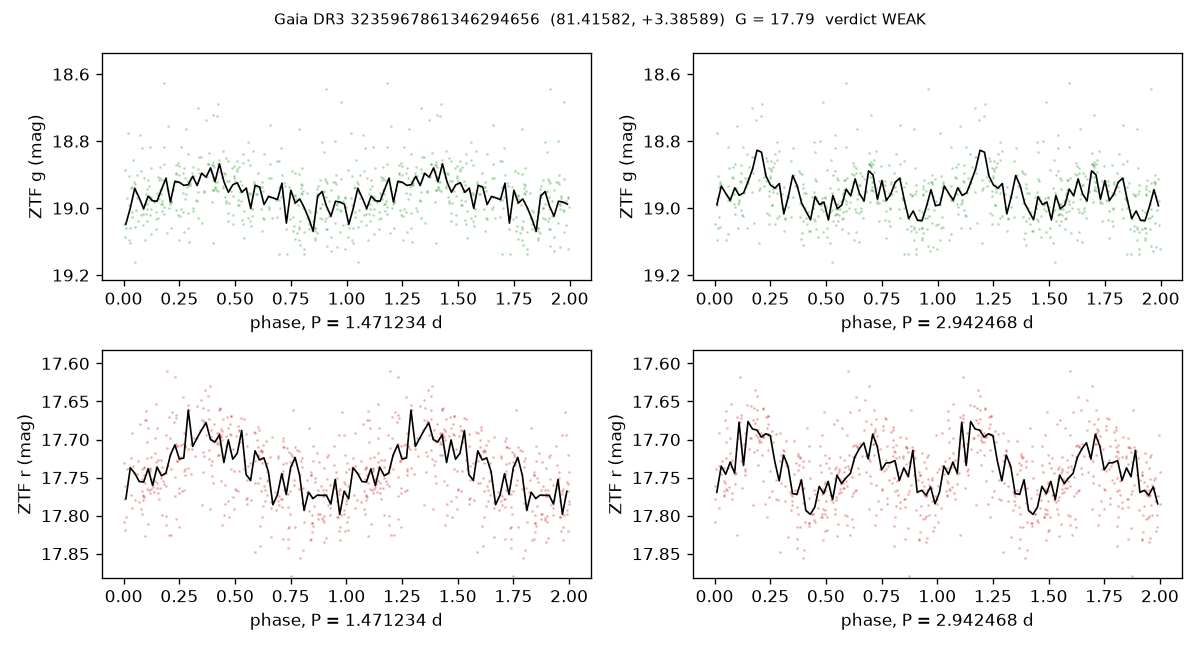 Gaia DR3 3235967861346294656  (81.41582, +3.38589)  G = 17.79  verdict WEAK
ZTF g (mag)
18.6
18.8
19.0
19.2
0.00 0.25 0.50 0.75 1.00 1.25 1.50 1.75 2.00
phase, P = 1.471234 d
ZTF g (mag)
18.6
18.8
19.0
19.2
0.00 0.25 0.50 0.75 1.00 1.25 1.50 1.75 2.00
phase, P = 2.942468 d
ZTF r (mag)
17.60
17.65
17.70
17.75
17.80
17.85
0.00 0.25 0.50 0.75 1.00 1.25 1.50 1.75 2.00
phase, P = 1.471234 d
ZTF r (mag)
17.60
17.65
17.70
17.75
17.80
17.85
0.00 0.25 0.50 0.75 1.00 1.25 1.50 1.75 2.00
phase, P = 2.942468 d